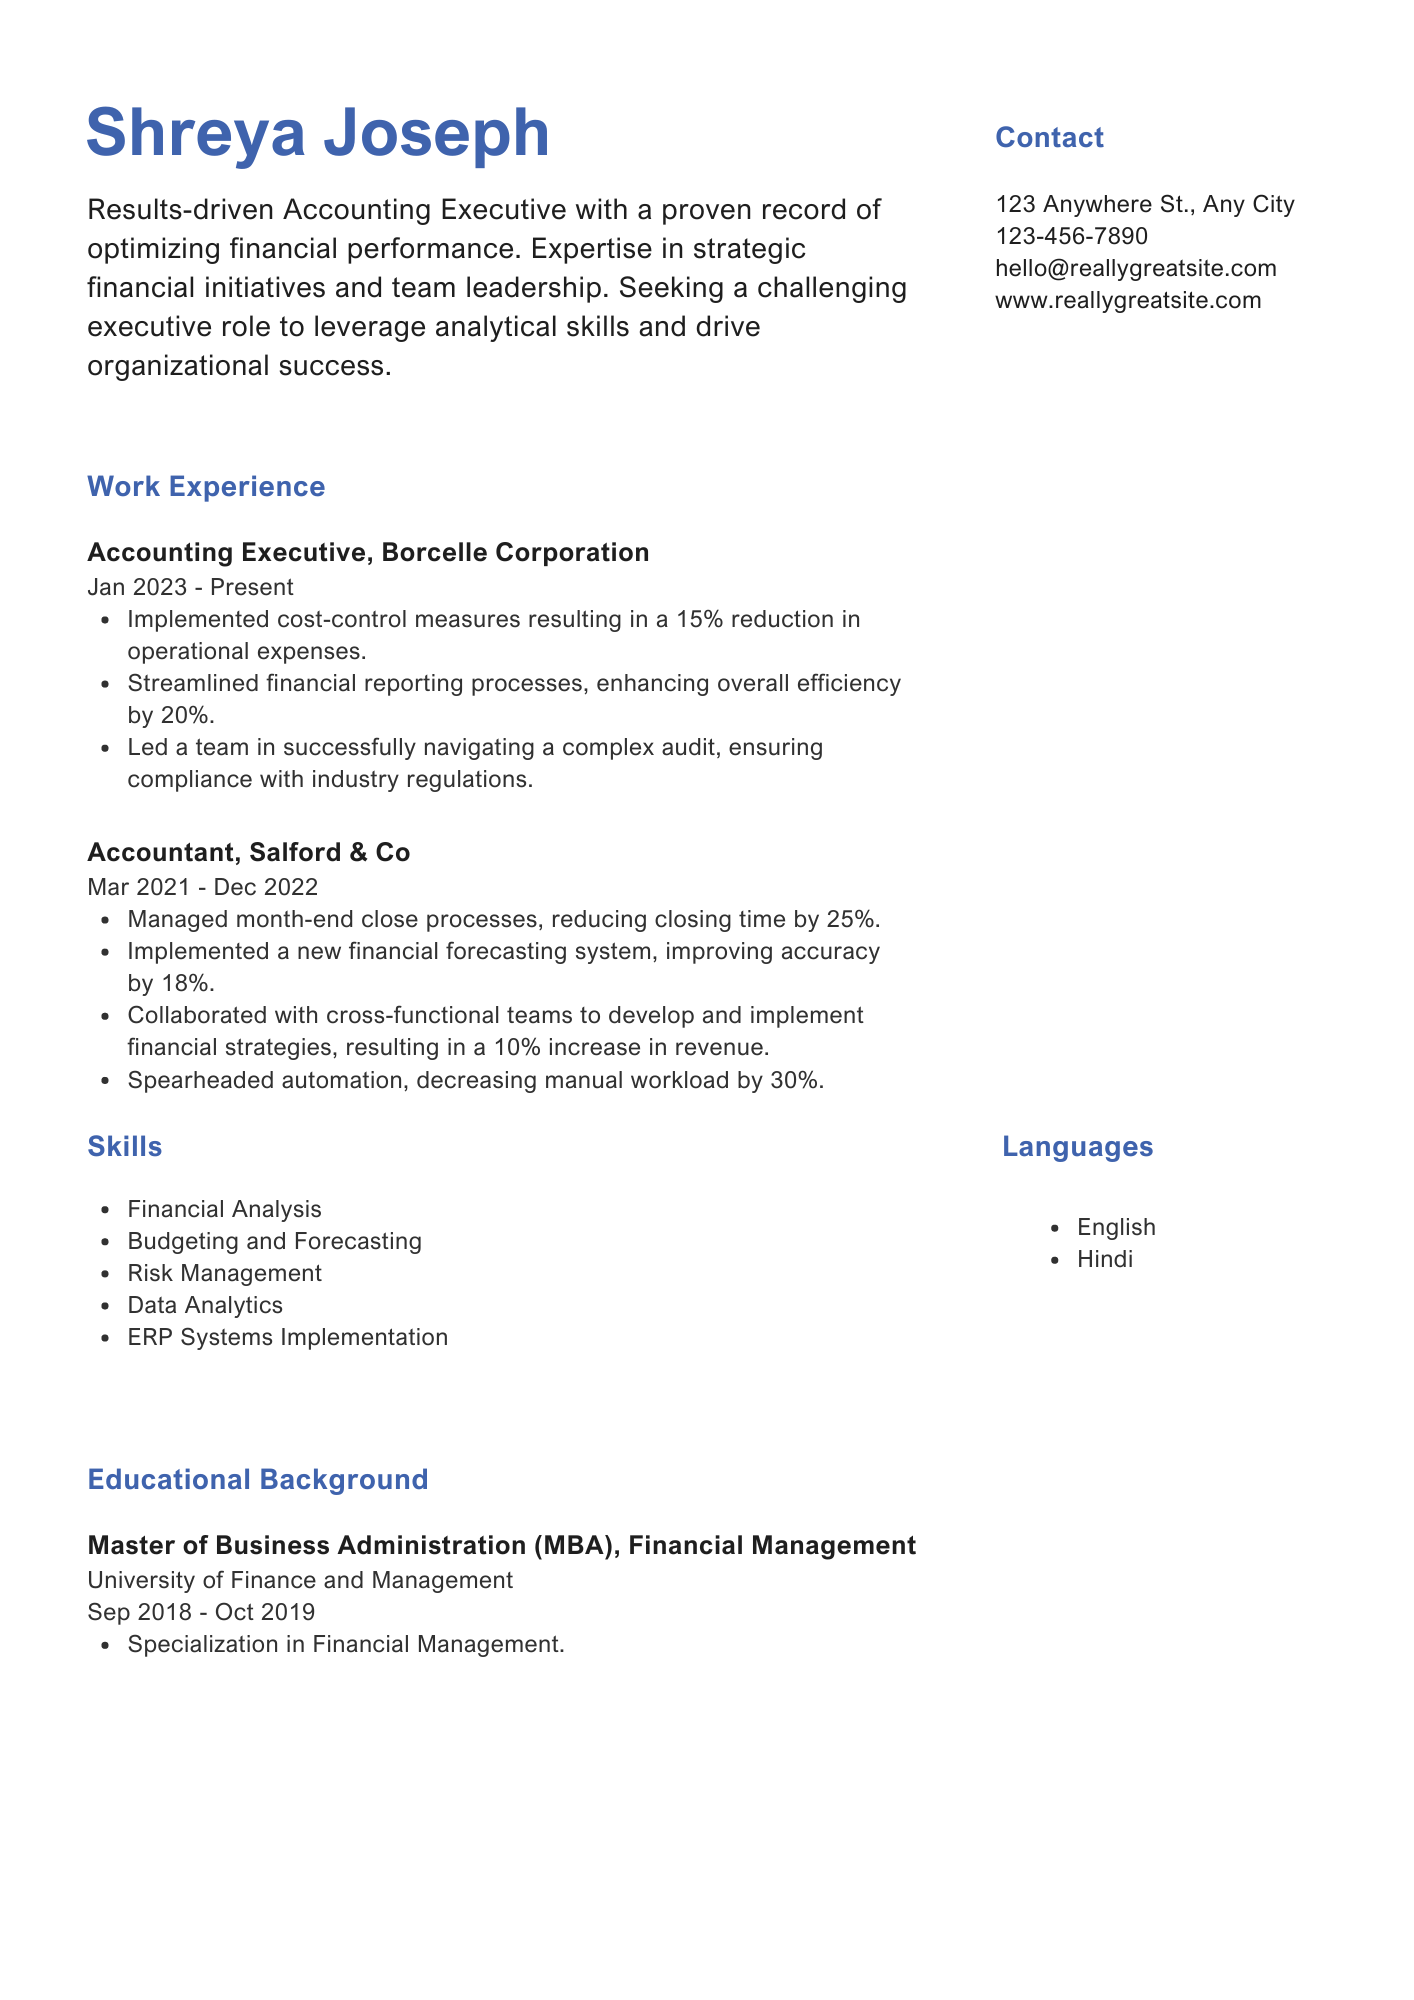 Shreya Joseph
Results-driven Accounting Executive with a proven record of
optimizing financial performance. Expertise in strategic
financial initiatives and team leadership. Seeking a challenging
executive role to leverage analytical skills and drive
organizational success.
Contact
123 Anywhere St., Any City
123-456-7890
hello@reallygreatsite.com
www.reallygreatsite.com
Work Experience
Accounting Executive, Borcelle Corporation
Jan 2023 - Present
• Implemented cost-control measures resulting in a 15% reduction in
operational expenses.
• Streamlined financial reporting processes, enhancing overall efficiency
by 20%.
• Led a team in successfully navigating a complex audit, ensuring
compliance with industry regulations.
Accountant, Salford & Co
Mar 2021 - Dec 2022
• Managed month-end close processes, reducing closing time by 25%.
• Implemented a new financial forecasting system, improving accuracy
by 18%.
• Collaborated with cross-functional teams to develop and implement
financial strategies, resulting in a 10% increase in revenue.
• Spearheaded automation, decreasing manual workload by 30%.
Skills
• Financial Analysis
• Budgeting and Forecasting
• Risk Management
• Data Analytics
• ERP Systems Implementation
Languages
• English
• Hindi
Educational Background
Master of Business Administration (MBA), Financial Management
University of Finance and Management
Sep 2018 - Oct 2019
• Specialization in Financial Management.